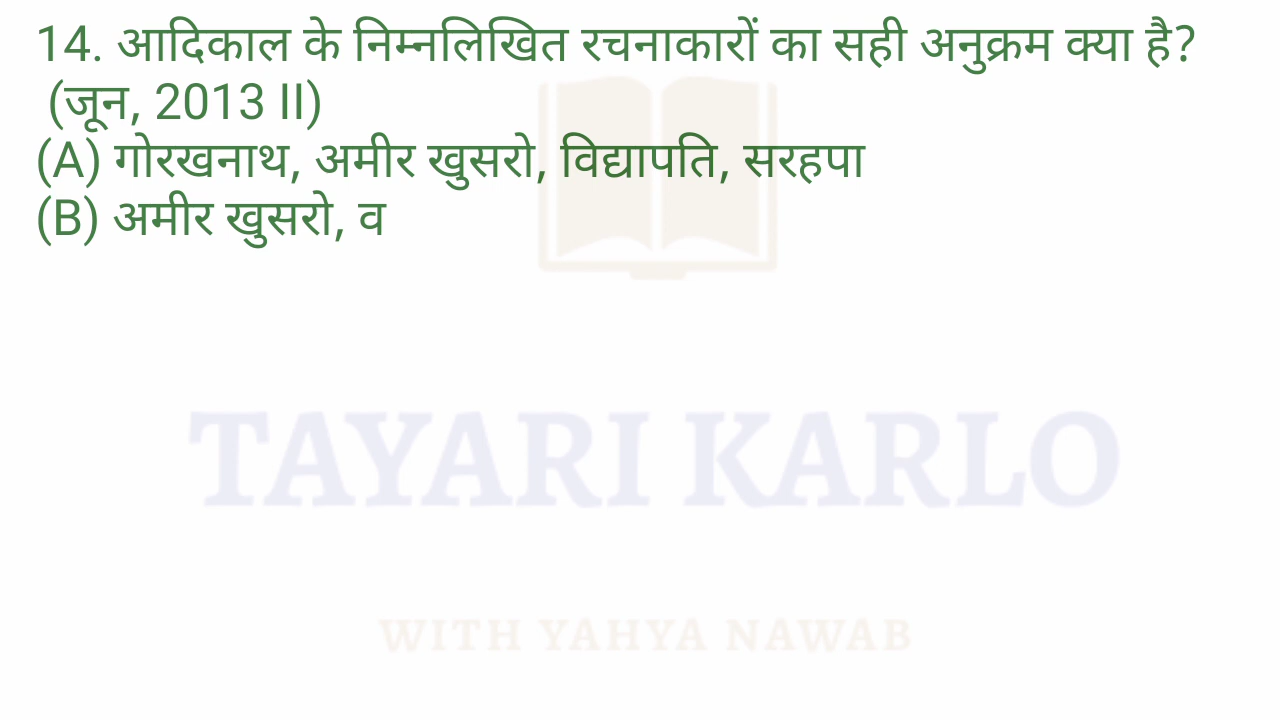 14. आदिकाल के निम्नलिखित रचनाकारों का सही अनुक्रम क्या है?
(जून, 2013 II)
(A) गोरखनाथ, अमीर खुसरो, विद्यापति, सरहपा
(B) अमीर खुसरो, व
TAYARI KARLO
WITH YAHYA NAWAB